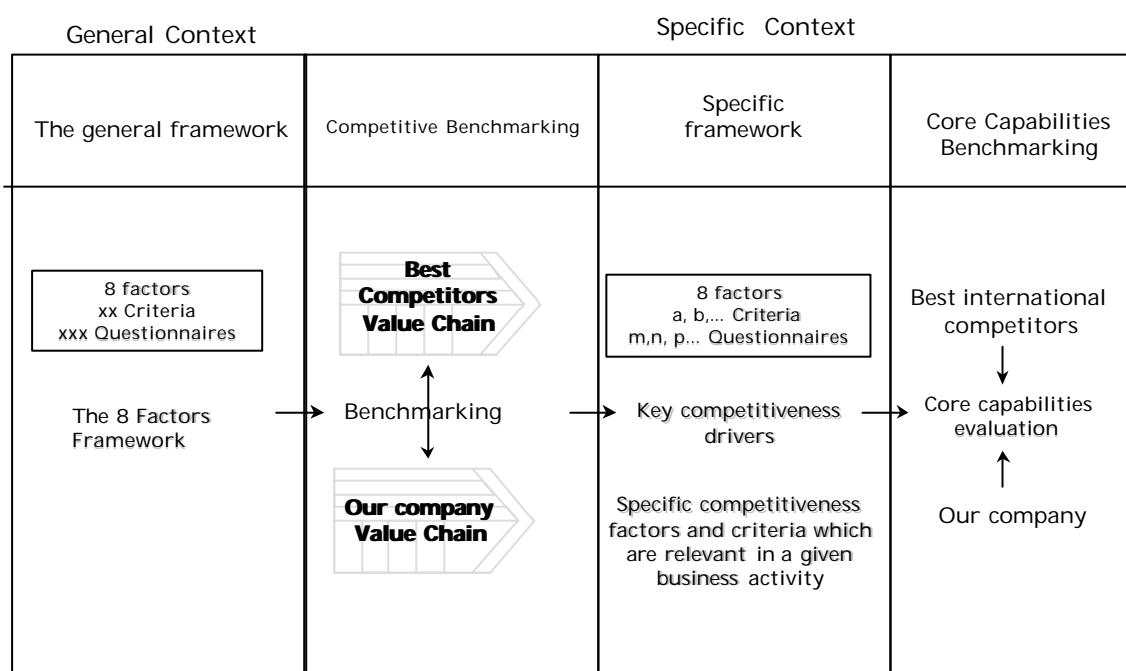 General Context
Specific Context
The general framework
Competitive Benchmarking
Specific
framework
Core Capabilities
Benchmarking
8 factors
xx Criteria
xxx Questionnaires
The 8 Factors
Framework
Best
Competitors
Value Chain
Benchmarking
Our company
Value Chain
8 factors
a, b,... Criteria
m,n, p... Questionnaires
Key competitiveness
drivers
Specific competitiveness
factors and criteria which
are relevant in a given
business activity
Best international
competitors
Core capabilities
evaluation
Our company